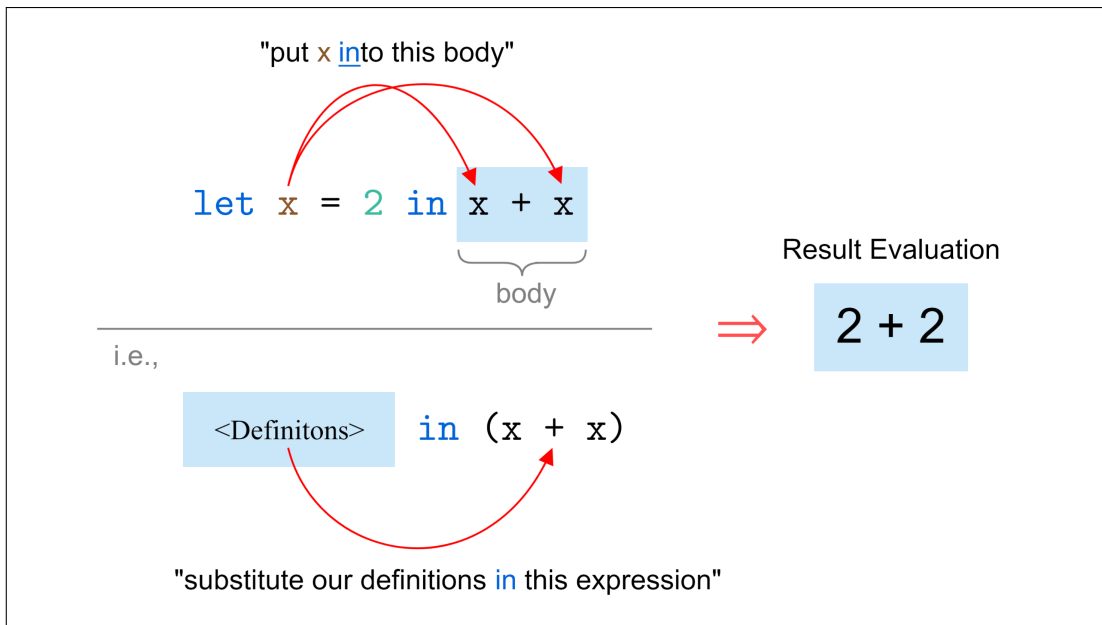 "put x into this body"
let x = 2 in x + x
body
Result Evaluation
2 + 2
i.e.,
<Definitons> in (x + x)
"substitute our definitions in this expression"